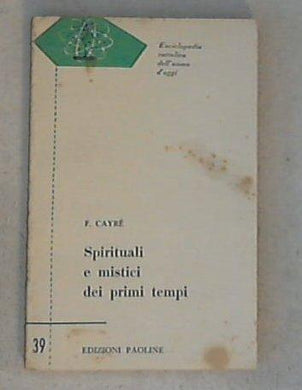 Enciclopedia
cattolica
dell'uomo
d'oggi
F. CAYRÉ
Spirituali
e mistici
dei primi tempi
39
EDIZIONI PAOLINE